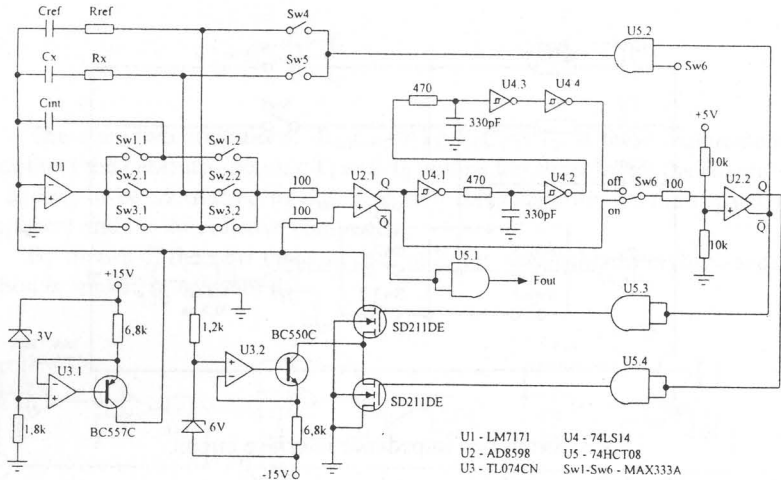 Cref Rref Sw4
U5.2
Cx Rx Sw5
Sw6
Cint
470 U4.3 U4.4
330pF
+5V
Sw1.1 Sw1.2
U1
Sw2.1 Sw2.2
Sw3.1 Sw3.2
100
100
U2.1 Q
Q̄
U4.1 470 U4.2
330pF
off
on
Sw6
100
10k
10k
U2.2 Q
Q̄
U5.1
Fout
+15V
3V
6,8k
U3.1
1,8k
BC557C
1,2k
BC550C
U3.2
6V
6,8k
-15V
SD211DE
SD211DE
U5.3
U5.4
U1 - LM7171 U4 - 74LS14
U2 - AD8598 U5 - 74HCT08
U3 - TL074CN Sw1-Sw6 - MAX333A